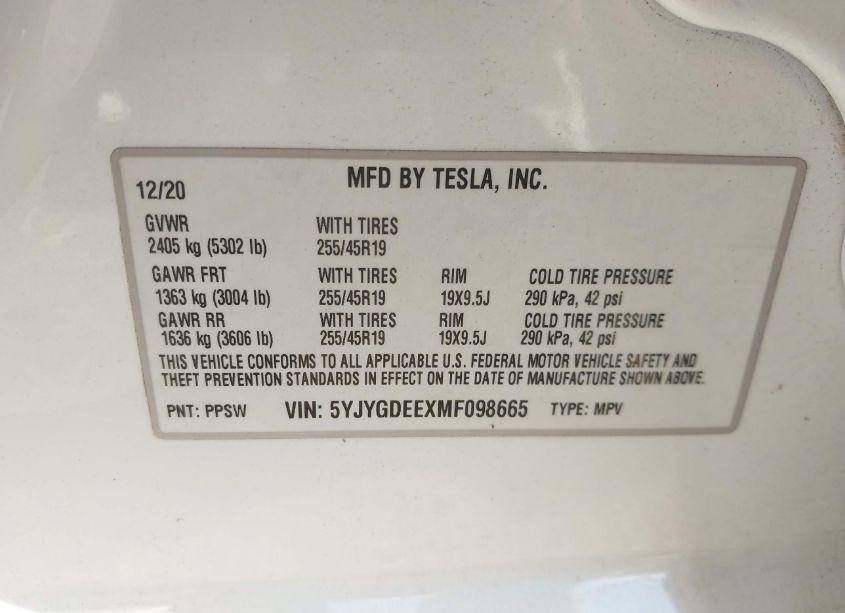 MFD BY TESLA, INC.
12/20
GVWR WITH TIRES
2405 kg (5302 lb) 255/45R19
GAWR FRT WITH TIRES RIM COLD TIRE PRESSURE
1363 kg (3004 lb) 255/45R19 19X9.5J 290 kPa, 42 psi
GAWR RR WITH TIRES RIM COLD TIRE PRESSURE
1636 kg (3606 lb) 255/45R19 19X9.5J 290 kPa, 42 psi
THIS VEHICLE CONFORMS TO ALL APPLICABLE U.S. FEDERAL MOTOR VEHICLE SAFETY AND
THEFT PREVENTION STANDARDS IN EFFECT ON THE DATE OF MANUFACTURE SHOWN ABOVE.
PNT: PPSW VIN: 5YJYGDEEXMF098665 TYPE: MPV